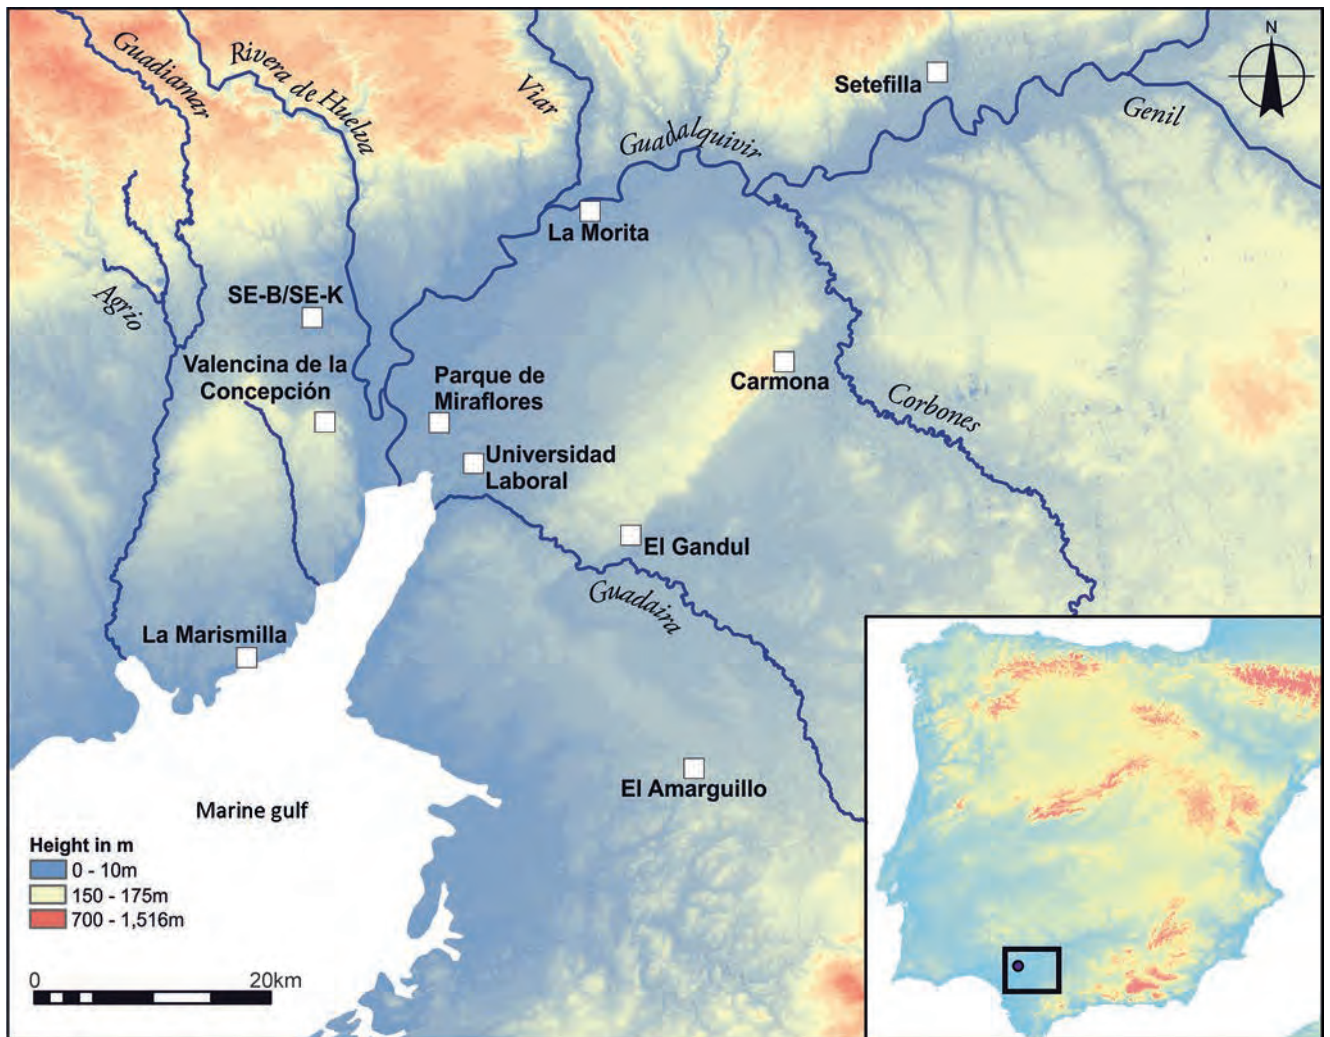 Guadiamar
Rivera de Huelva
Viar
Guadalquivir
Setefilla
Genil
N
La Morita
Agrio
SE-B/SE-K
Valencina de la
Concepción
Parque de
Miraflores
Carmona
Corbones
Universidad
Laboral
El Gandul
Guadaira
La Marismilla
El Amarguillo
Marine gulf
Height in m
0 - 10m
150 - 175m
700 - 1,516m
0
20km